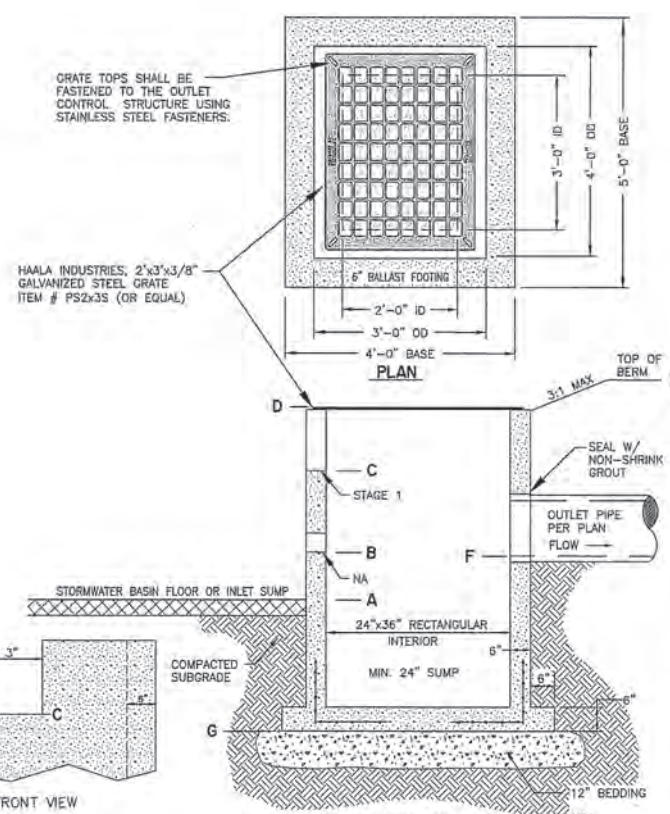 GRATE TOPS SHALL BE
FASTENED TO THE OUTLET
CONTROL STRUCTURE USING
STAINLESS STEEL FASTENERS.
3'-0" ID
4'-0" OD
5'-0" BASE
HAALA INDUSTRIES, 2'x3'x3/8"
GALVANIZED STEEL GRATE
ITEM # PS2x3S (OR EQUAL)
6" BALLAST FOOTING
2'-0" ID
3'-0" OD
4'-0" BASE
PLAN
TOP OF
BERM
3:1 MAX
D
SEAL W/
NON-SHRINK
GROUT
C
STAGE 1
OUTLET PIPE
PER PLAN
FLOW
B
F
NA
STORMWATER BASIN FLOOR OR INLET SUMP
A
24"x36" RECTANGULAR
INTERIOR
6"
3"
COMPACTED
SUBGRADE
MIN. 24" SUMP
6"
6"
C
6"
G
12" BEDDING
FRONT VIEW